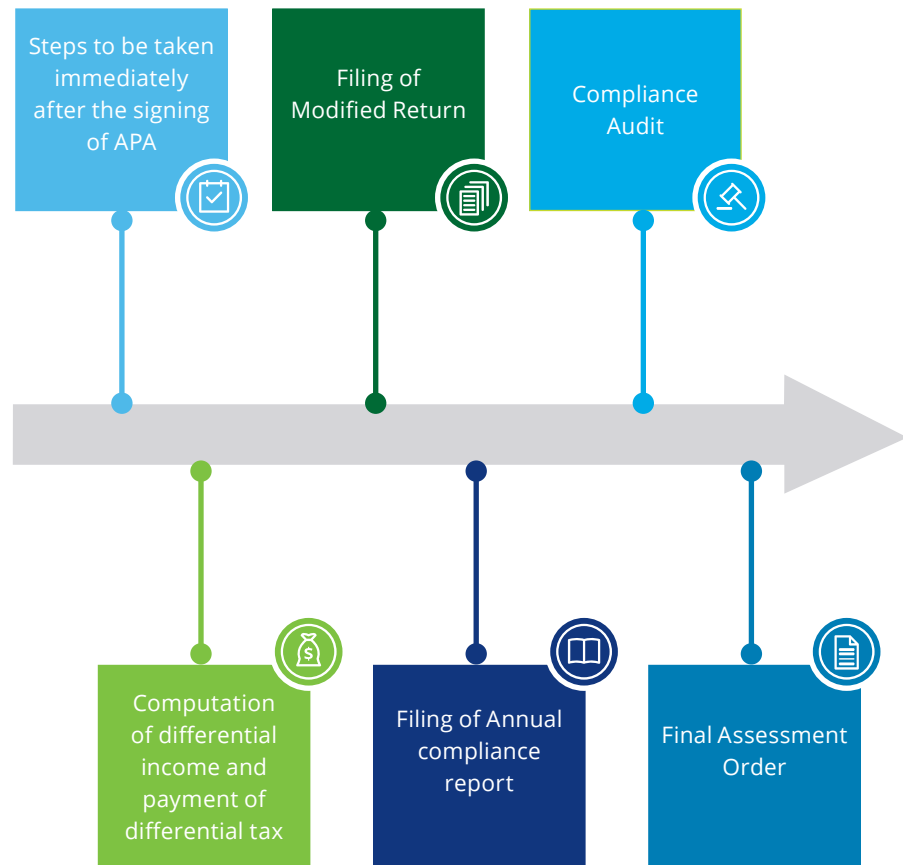 Steps to be taken
immediately
after the signing
of APA
Filing of
Modified Return
Compliance
Audit
$
Computation
of differential
income and
payment of
differential tax
Filing of Annual
compliance
report
Final Assessment
Order